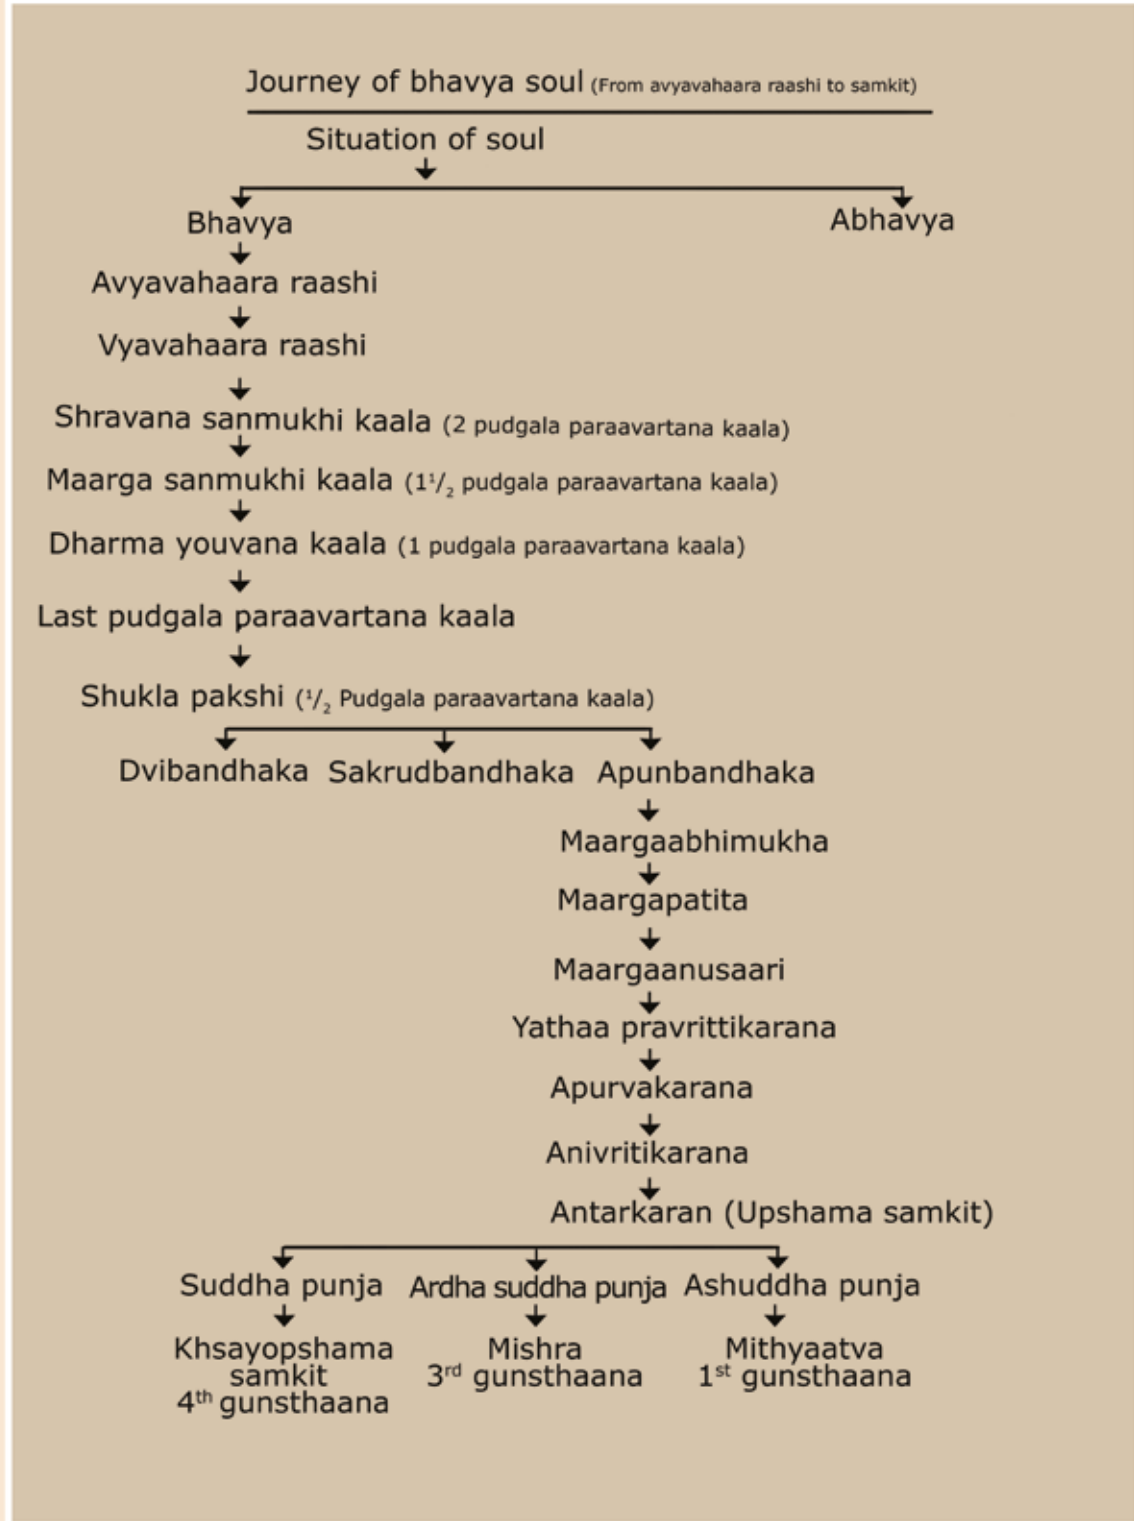 Journey of bhavya soul (From avyavahaara raashi to samkit)
Situation of soul
Bhavya
Abhavya
Avyavahaara raashi
Vyavahaara raashi
Shravana sanmukhi kaala (2 pudgala paraavartana kaala)
Maarga sanmukhi kaala (1¹/₂ pudgala paraavartana kaala)
Dharma youvana kaala (1 pudgala paraavartana kaala)
Last pudgala paraavartana kaala
Shukla pakshi (¹/₂ Pudgala paraavartana kaala)
Dvibandhaka Sakrudbandhaka Apunbandhaka
Maargaabhimukha
Maargapatita
Maargaanusaari
Yathaa pravrittikarana
Apurvakarana
Anivritikarana
Antarkaran (Upshama samkit)
Suddha punja Ardha suddha punja Ashuddha punja
Khsayopshama
samkit
4th gunsthaana
Mishra
3rd gunsthaana
Mithyaatva
1st gunsthaana